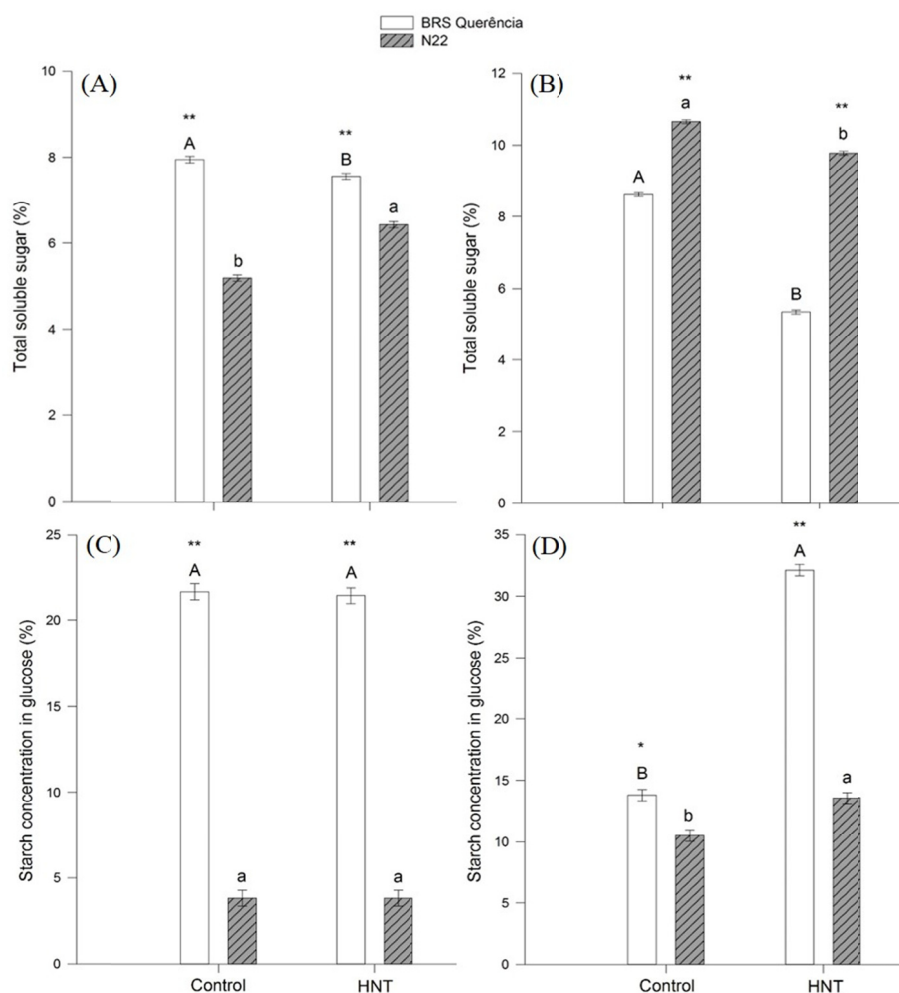 BRS Querência
N22
(A)
10
8
6
4
2
0
Total soluble sugar (%)
**
A
b
**
B
a
(B)
12
10
8
6
4
2
0
Total soluble sugar (%)
A
**
a
B
**
b
(C)
25
20
15
10
5
0
Starch concentration in glucose (%)
**
A
a
**
A
a
Control
HNT
(D)
35
30
25
20
15
10
5
0
Starch concentration in glucose (%)
*
B
b
**
A
a
Control
HNT